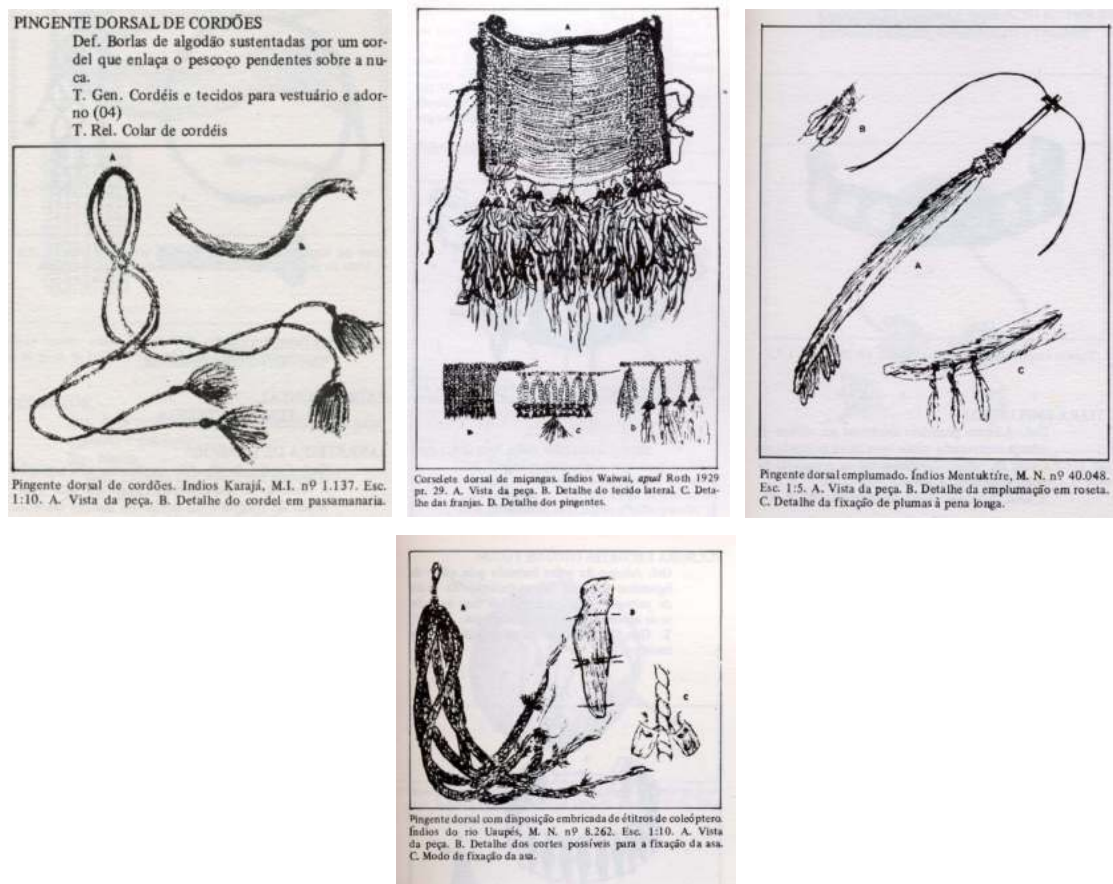 PINGENTE DORSAL DE CORDÕES
Def. Borlas de algodão sustentadas por um cor-
del que enlaça o pescoço pendentes sobre a nu-
ca.
T. Gen. Cordéis e tecidos para vestuário e ador-
no (04)
T. Rel. Colar de cordéis
A
B
Pingente dorsal de cordões. Indios Karajá, M.I. nº 1.137. Esc.
1:10. A. Vista da peça. B. Detalhe do cordel em passamanaria.
A
C
D
Corselete dorsal de miçangas. Índios Waiwai, apud Roth 1929
pr. 29. A. Vista da peça. B. Detalhe do tecido lateral. C. Deta-
lhe das franjas. D. Detalhe dos pingentes.
B
A
C
Pingente dorsal emplumado. Índios Mentuktíre, M. N. nº 40.048.
Esc. 1:5. A. Vista da peça. B. Detalhe da emplumação em roseta.
C. Detalhe da fixação de plumas à pena longa.
A
B
C
Pingente dorsal com disposição embricada de étitros de coleóptero.
Índios do rio Uaupés, M. N. nº 8.262. Esc. 1:10. A. Vista
da peça. B. Detalhe dos cortes possíveis para a fixação da asa.
C. Modo de fixação da asa.